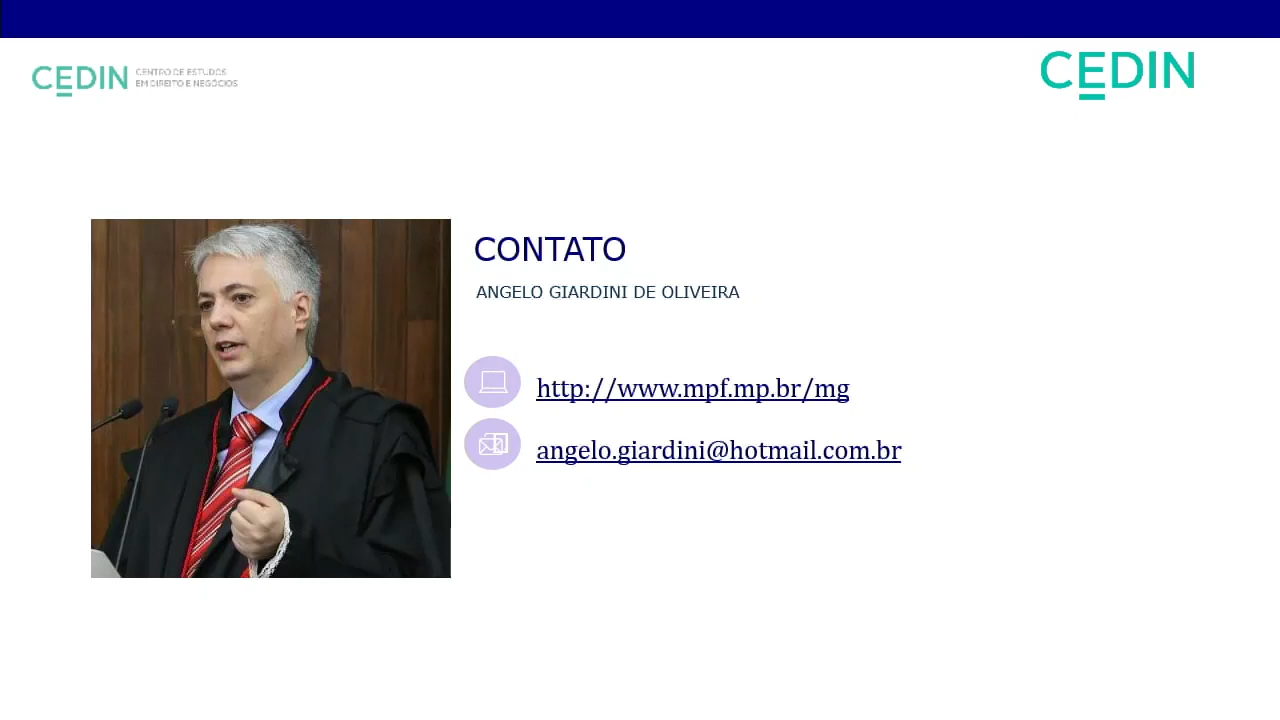 CEDIN
CENTRO DE ESTUDOS
EM DIREITO E NEGÓCIOS
CEDIN
CONTATO
ANGELO GIARDINI DE OLIVEIRA
http://www.mpf.mp.br/mg
angelo.giardini@hotmail.com.br